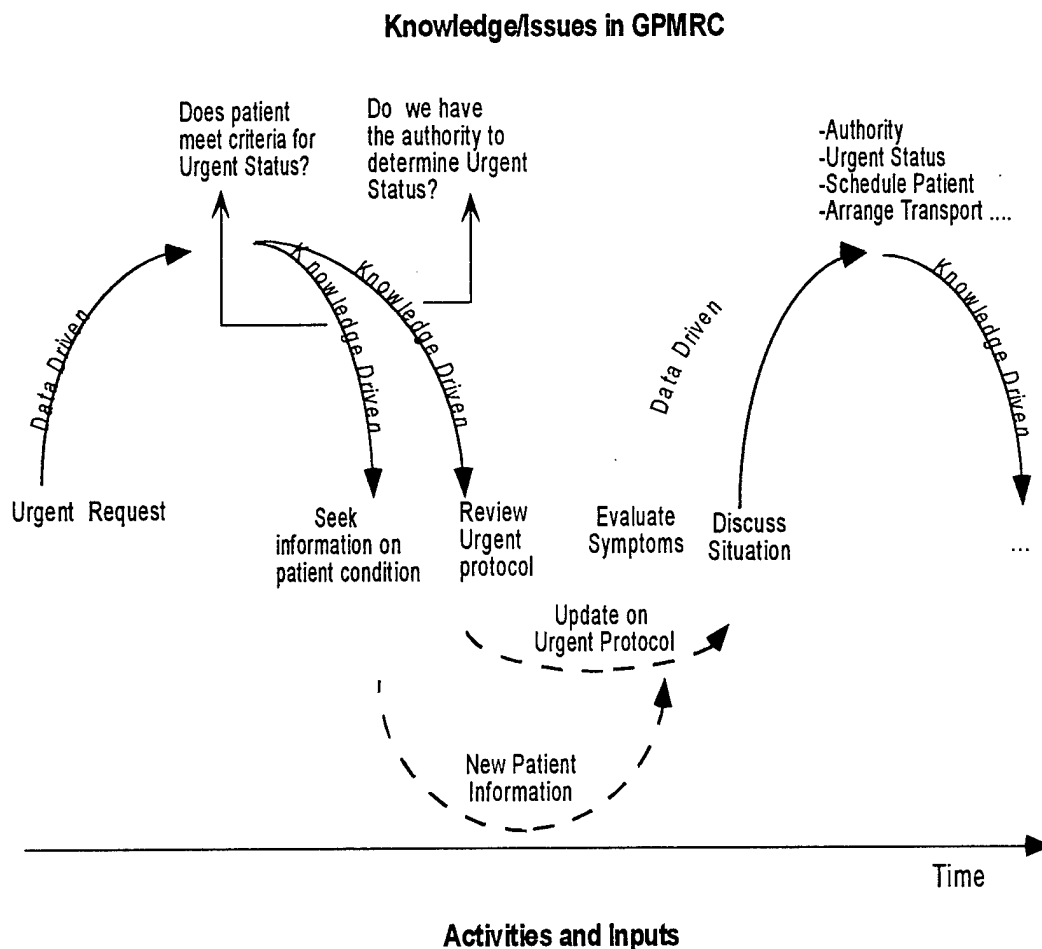 Knowledge/Issues in GPMRC
Does patient
meet criteria for
Urgent Status?
Do we have
the authority to
determine Urgent
Status?
-Authority
-Urgent Status
-Schedule Patient
-Arrange Transport ....
Data Driven
Knowledge Driven
Knowledge Driven
Data Driven
Knowledge Driven
Urgent Request
Seek
information on
patient condition
Review
Urgent
protocol
Evaluate
Symptoms
Discuss
Situation
...
Update on
Urgent Protocol
New Patient
Information
Time
Activities and Inputs